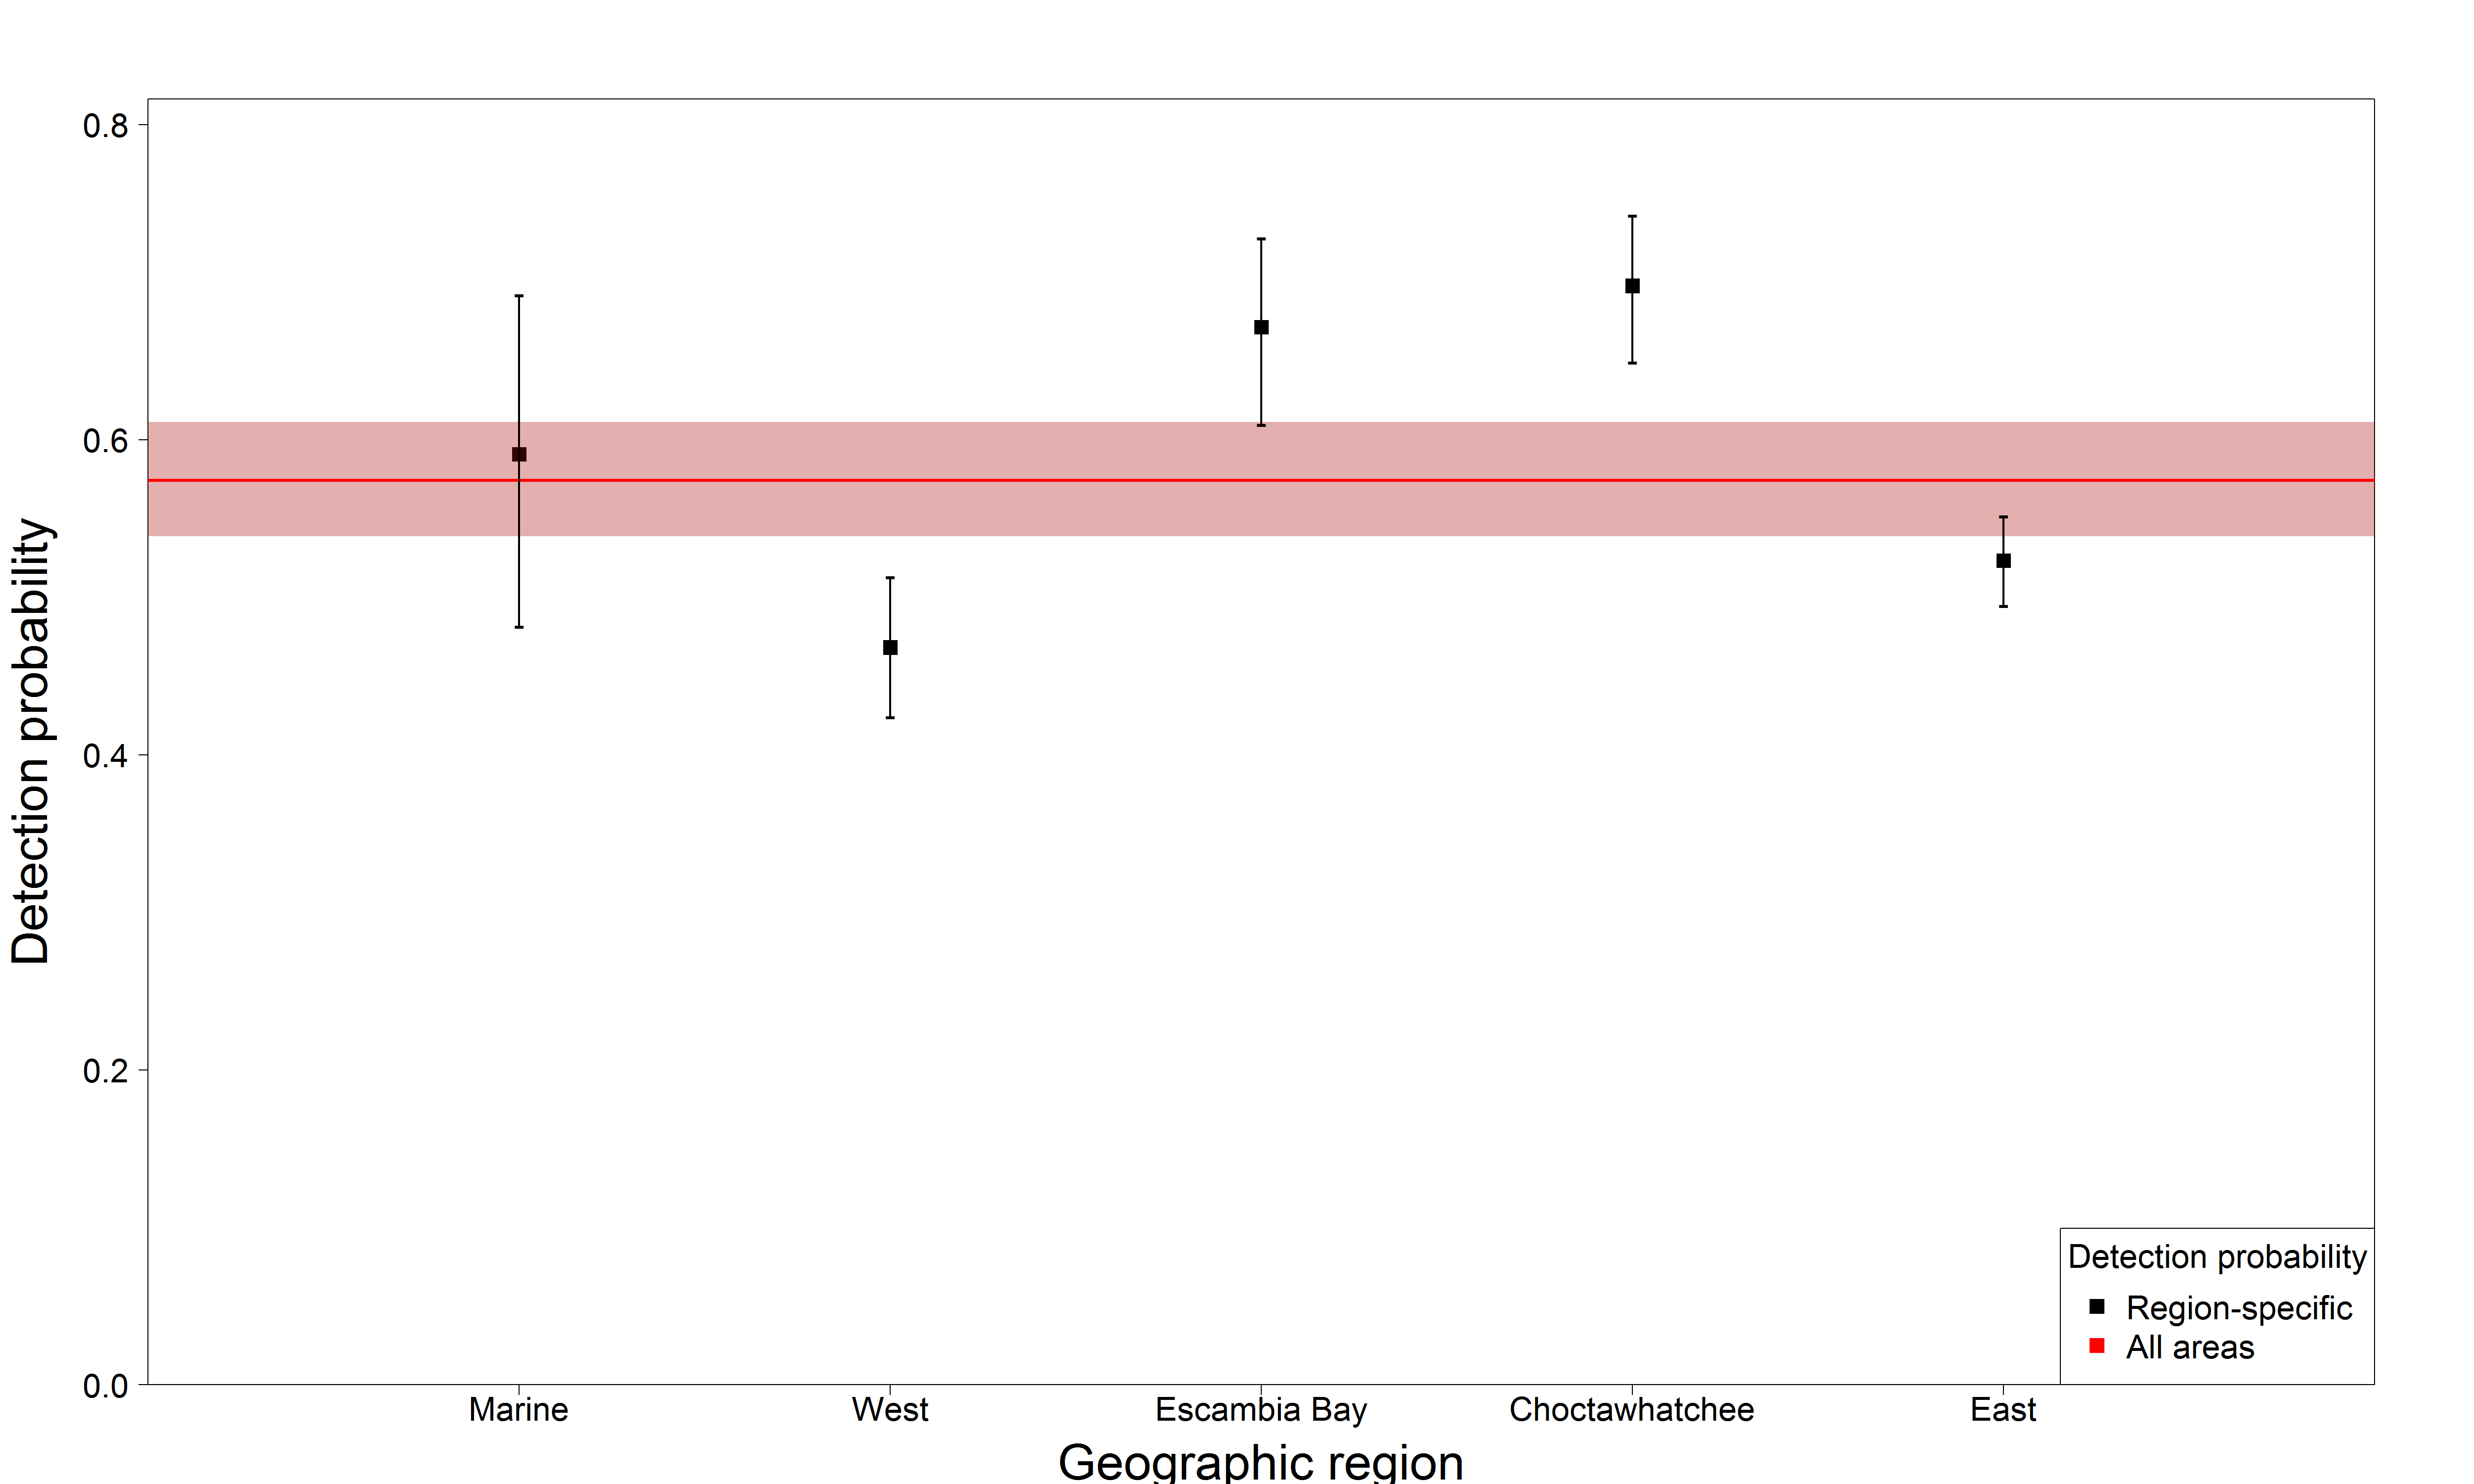 0.8
0.6
0.4
0.2
0.0
Detection probability
Marine
West
Escambia Bay
Choctawhatchee
East
Geographic region
Detection probability
Region-specific
All areas